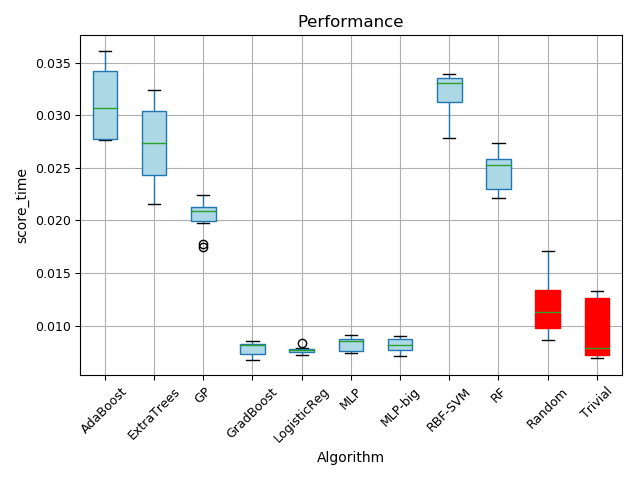 Performance
score_time
0.035
0.030
0.025
0.020
0.015
0.010
AdaBoost
ExtraTrees
GP
GradBoost
LogisticReg
MLP
MLP-big
RBF-SVM
RF
Random
Trivial
Algorithm